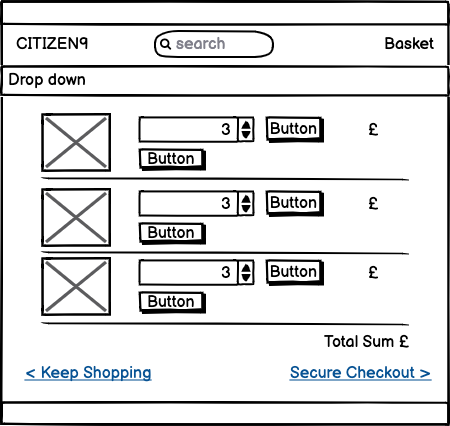 CITIZEN9 search Basket
Drop down
3 Button £
Button
3 Button £
Button
3 Button £
Button
Total Sum £
< Keep Shopping Secure Checkout >